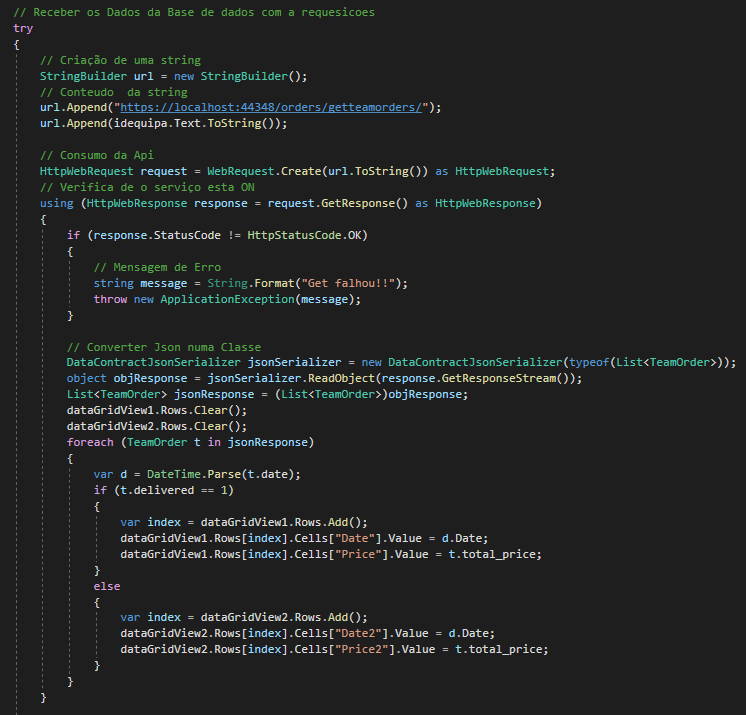 // Receber os Dados da Base de dados com a requesicoes
try
{
// Criação de uma string
StringBuilder url = new StringBuilder();
// Conteudo  da string
url.Append("https://localhost:44348/orders/getteamorders/");
url.Append(idequipa.Text.ToString());
// Consumo da Api
HttpWebRequest request = WebRequest.Create(url.ToString()) as HttpWebRequest;
// Verifica de o serviço esta ON
using (HttpWebResponse response = request.GetResponse() as HttpWebResponse)
{
if (response.StatusCode != HttpStatusCode.OK)
{
// Mensagem de Erro
string message = String.Format("Get falhou!!");
throw new ApplicationException(message);
}
// Converter Json numa Classe
DataContractJsonSerializer jsonSerializer = new DataContractJsonSerializer(typeof(List<TeamOrder>));
object objResponse = jsonSerializer.ReadObject(response.GetResponseStream());
List<TeamOrder> jsonResponse = (List<TeamOrder>)objResponse;
dataGridView1.Rows.Clear();
dataGridView2.Rows.Clear();
foreach (TeamOrder t in jsonResponse)
{
var d = DateTime.Parse(t.date);
if (t.delivered == 1)
{
var index = dataGridView1.Rows.Add();
dataGridView1.Rows[index].Cells["Date"].Value = d.Date;
dataGridView1.Rows[index].Cells["Price"].Value = t.total_price;
}
else
{
var index = dataGridView2.Rows.Add();
dataGridView2.Rows[index].Cells["Date2"].Value = d.Date;
dataGridView2.Rows[index].Cells["Price2"].Value = t.total_price;
}
}
}